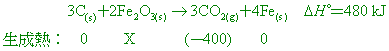 3C(s)+2Fe₂O₃(s) → 3CO₂(g)+4Fe(s) ΔH°=480 kJ
生成熱： 0 X (−400) 0